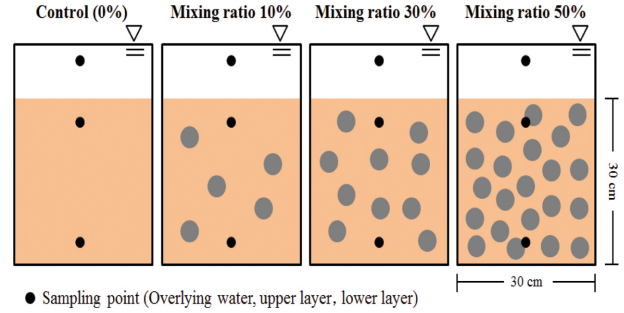 Control (0%) Mixing ratio 10% Mixing ratio 30% Mixing ratio 50%
30 cm
30 cm
Sampling point (Overlying water, upper layer, lower layer)